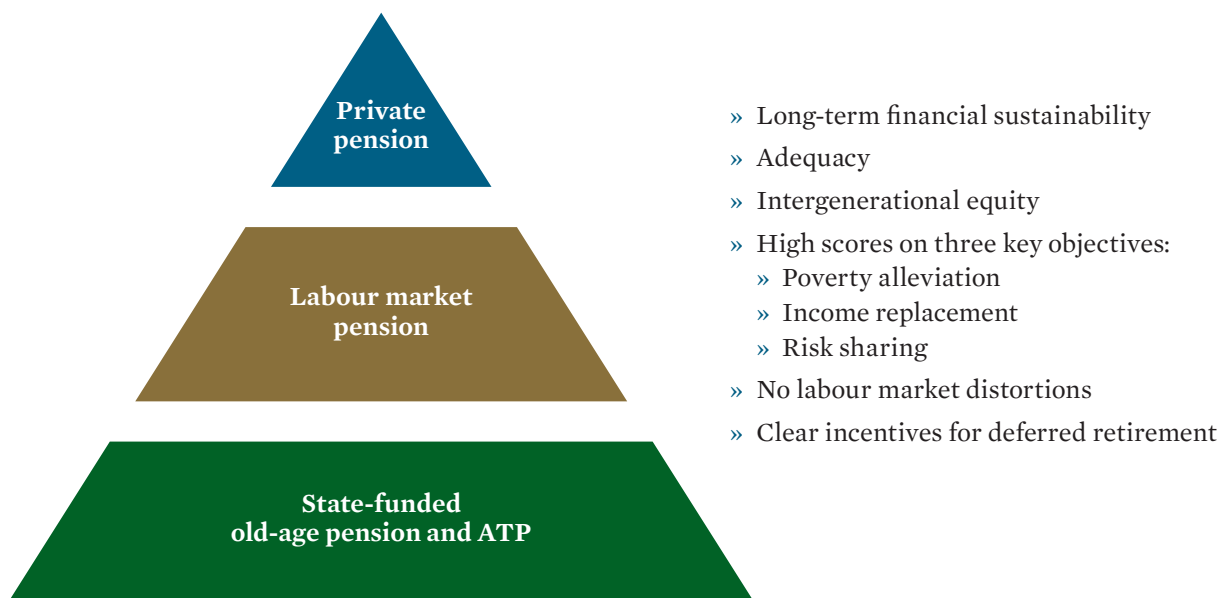 Private
pension
Labour market
pension
State-funded
old-age pension and ATP
» Long-term financial sustainability
» Adequacy
» Intergenerational equity
» High scores on three key objectives:
» Poverty alleviation
» Income replacement
» Risk sharing
» No labour market distortions
» Clear incentives for deferred retirement